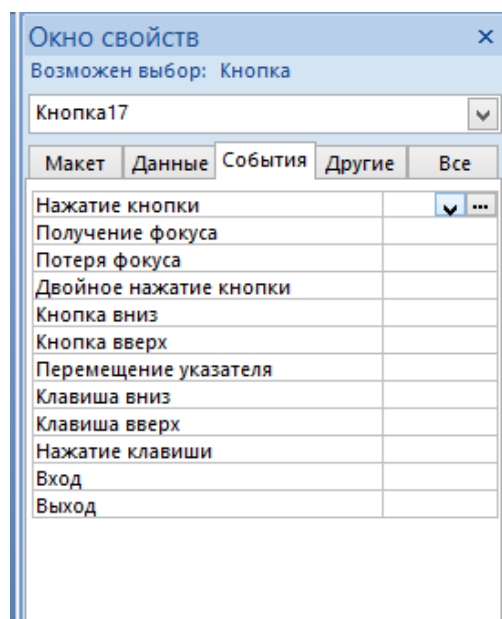 Окно свойств
Возможен выбор: Кнопка
Кнопка17
Макет Данные События Другие Все
Нажатие кнопки ...
Получение фокуса
Потеря фокуса
Двойное нажатие кнопки
Кнопка вниз
Кнопка вверх
Перемещение указателя
Клавиша вниз
Клавиша вверх
Нажатие клавиши
Вход
Выход